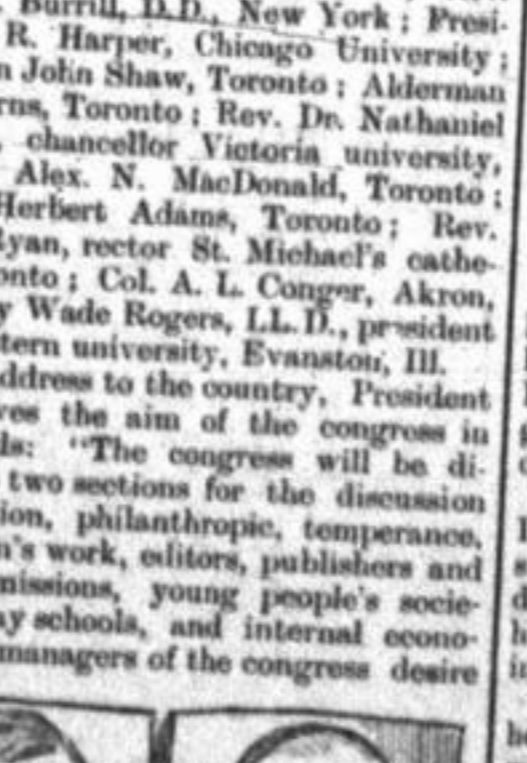 Burrill, D.D., New York; Presi-
R. Harper, Chicago University;
n John Shaw, Toronto; Alderman
rns, Toronto; Rev. Dr. Nathaniel
, chancellor Victoria university,
Alex. N. MacDonald, Toronto;
Herbert Adams, Toronto; Rev.
Ryan, rector St. Michael's cathe-
onto; Col. A. L. Conger, Akron,
y Wade Rogers, LL.D., president
tern university, Evanston, Ill.
ddress to the country, President
ves the aim of the congress in
ds: "The congress will be di-
two sections for the discussion
ion, philanthropic, temperance,
n's work, editors, publishers and
missions, young people's socie-
ay schools, and internal econo-
managers of the congress desire